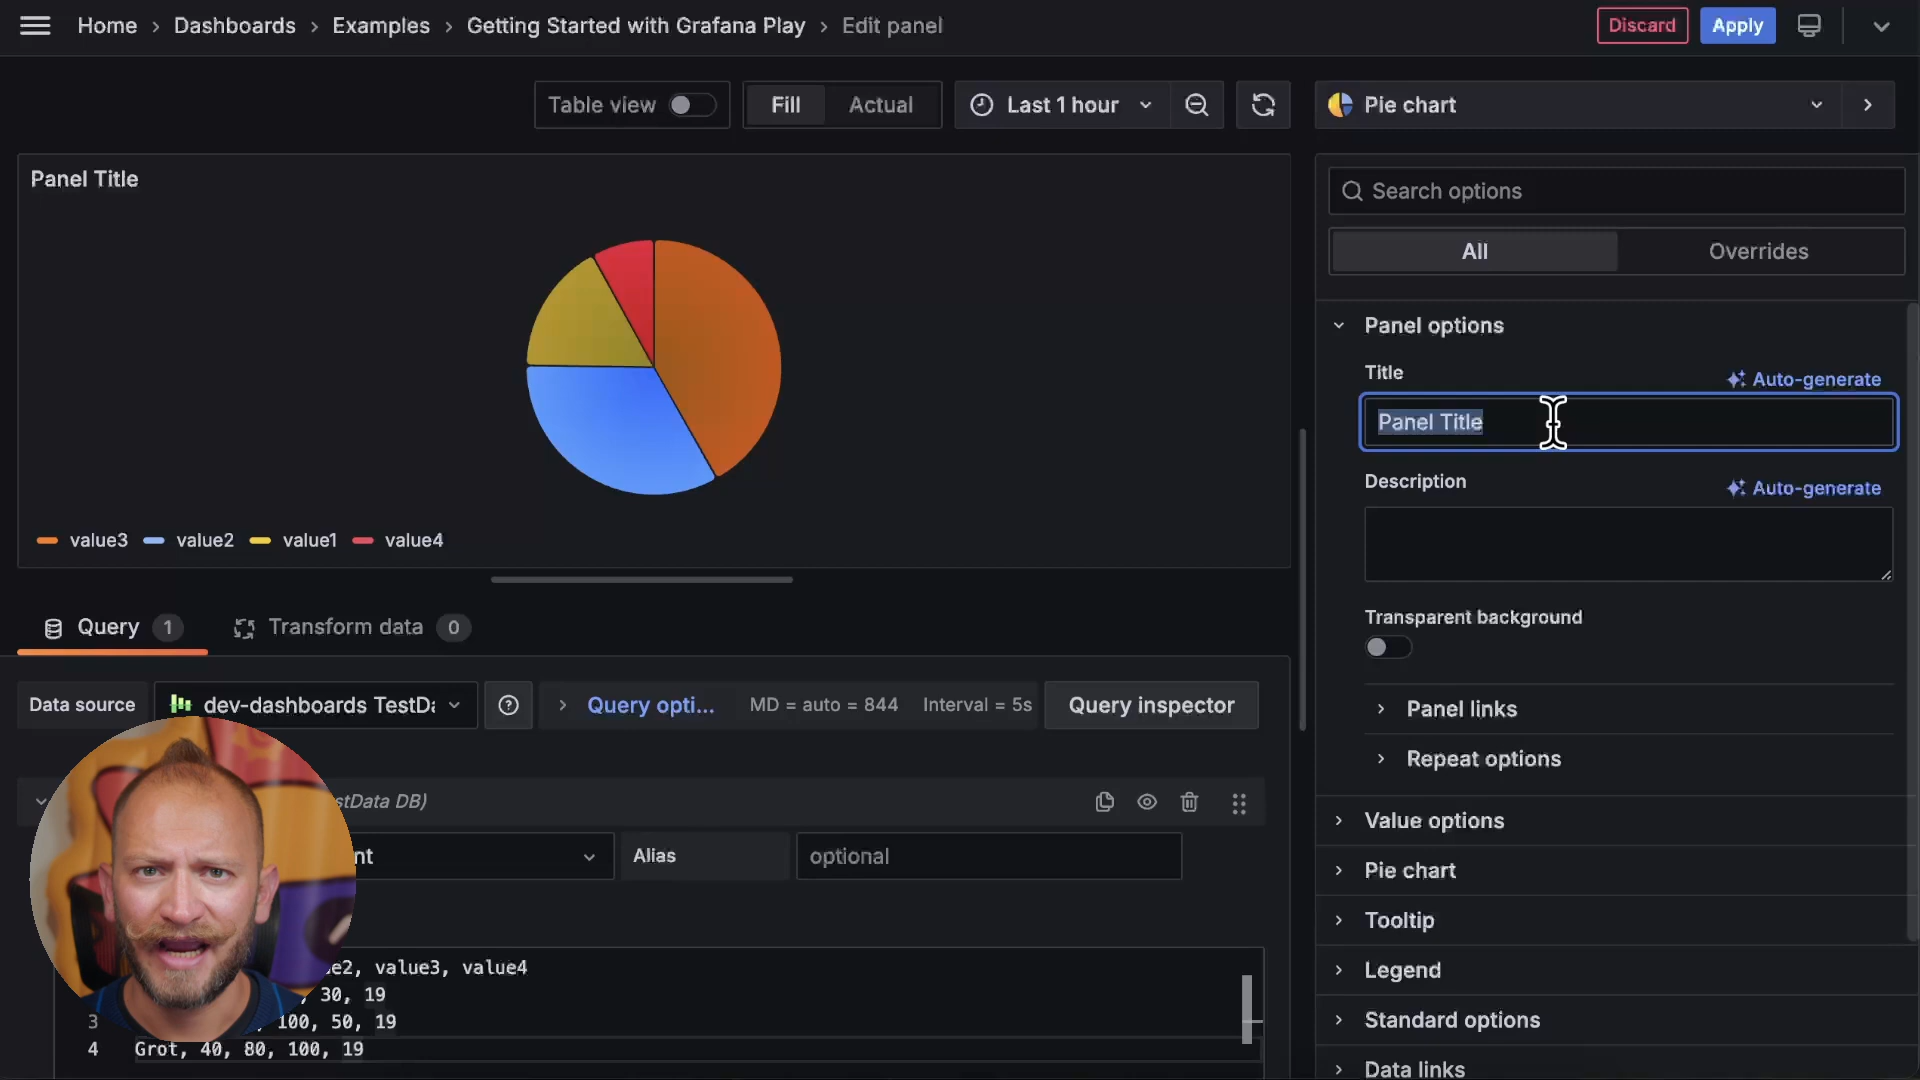 Home › Dashboards › Examples › Getting Started with Grafana Play › Edit panel
Discard
Apply
Table view
Fill
Actual
Last 1 hour
Pie chart
Panel Title
Search options
All
Overrides
Panel options
Title
Auto-generate
Panel Title
Description
Auto-generate
Transparent background
Panel links
Repeat options
Value options
Pie chart
Tooltip
Legend
Standard options
Data links
value3 value2 value1 value4
Query 1
Transform data 0
Data source
dev-dashboards TestDa
Query opti...
MD = auto = 844
Interval = 5s
Query inspector
stData DB)
nt
Alias
optional
e2, value3, value4
, 30, 19
3 , 100, 50, 19
4 Grot, 40, 80, 100, 19